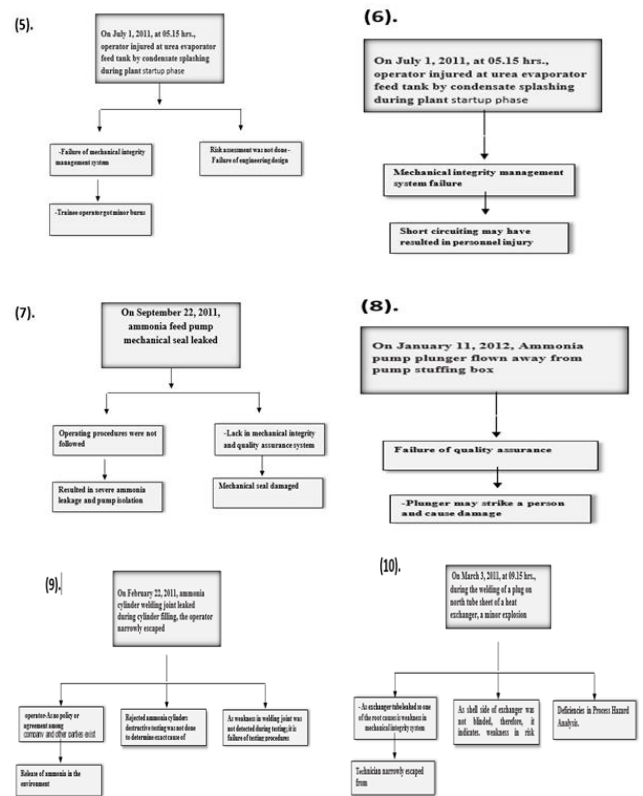 (5).
On July 1, 2011, at 05.15 hrs.,
operator injured at urea evaporator
feed tank by condensate splashing
during plant startup phase
-Failure of mechanical integrity
management system
Risk assessment was not done -
Failure of engineering design
-Trainee operator got minor burns
(6).
On July 1, 2011, at 05.15 hrs.,
operator injured at urea evaporator
feed tank by condensate splashing
during plant startup phase
Mechanical integrity management
system failure
Short circuiting may have
resulted in personnel injury
(7).
On September 22, 2011,
ammonia feed pump
mechanical seal leaked
Operating procedures were not
followed
-Lack in mechanical integrity
and quality assurance system
Resulted in severe ammonia
leakage and pump isolation
Mechanical seal damaged
(8).
On January 11, 2012, Ammonia
pump plunger flown away from
pump stuffing box
Failure of quality assurance
-Plunger may strike a person
and cause damage
(9).
On February 22, 2011, ammonia
cylinder welding joint leaked
during cylinder filling, the operator
narrowly escaped
operator-As no policy or
agreement among
company and other parties exist
Rejected ammonia cylinders
destructive testing was not done
to determine exact cause of
As weakness in welding joint was
not detected during testing; it is
failure of testing procedures
Release of ammonia in the
environment
(10).
On March 3, 2011, at 09.15 hrs.,
during the welding of a plug on
north tube sheet of a heat
exchanger, a minor explosion
- As exchanger tube leaked so one
of the root causes is weakness in
mechanical integrity system
As shell side of exchanger was
not blinded, therefore, it
indicates. weakness in risk
Deficiencies in Process Hazard
Analysis.
Technician narrowly escaped
from